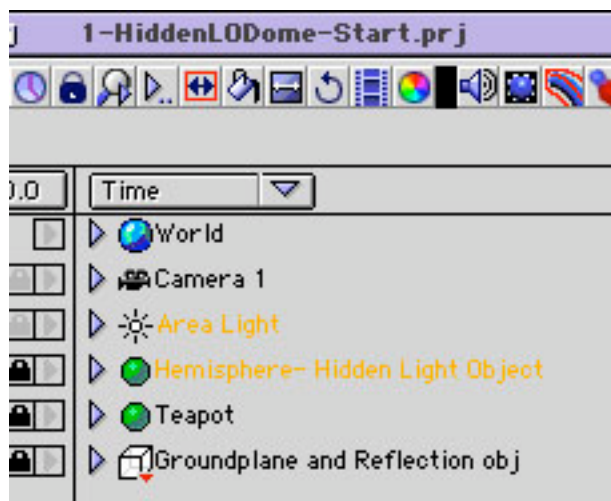 1-HiddenLODome-Start.prj
Time
World
Camera 1
Area Light
Hemisphere- Hidden Light Object
Teapot
Groundplane and Reflection obj